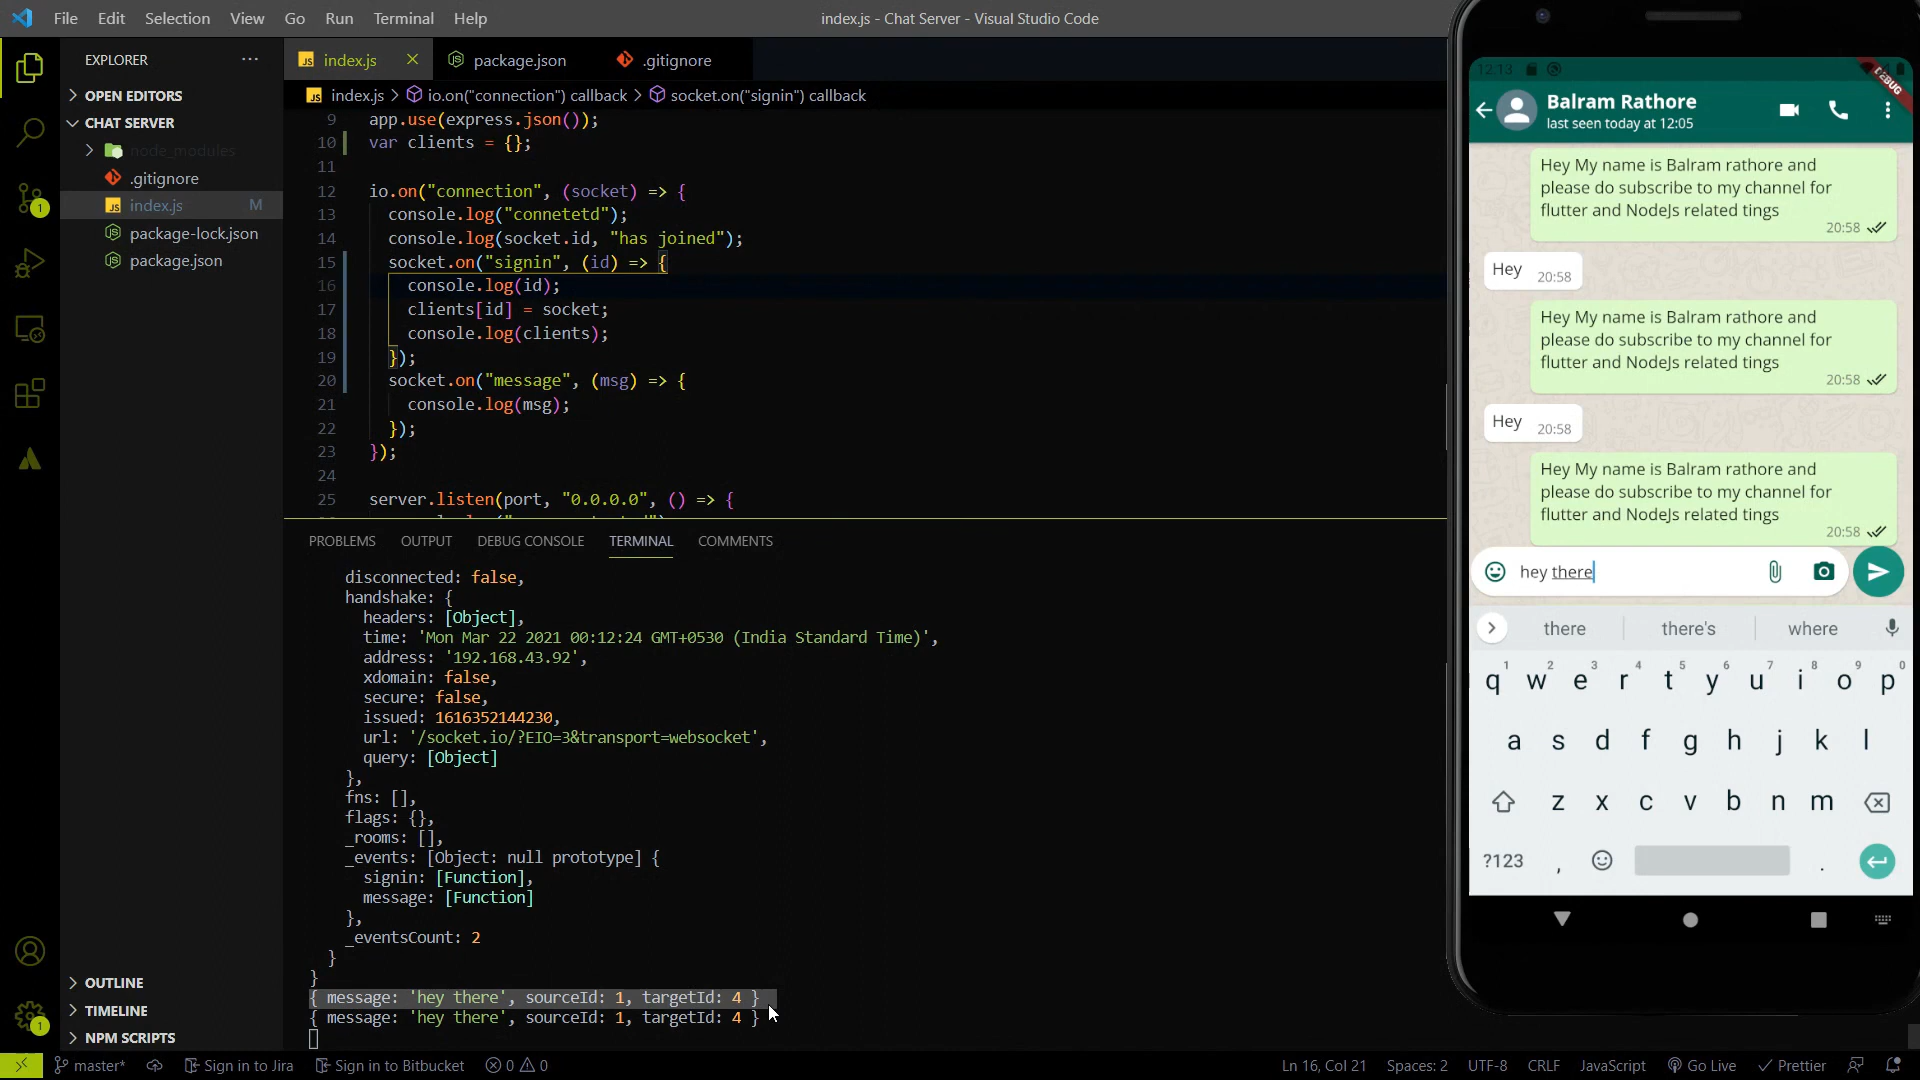 File Edit Selection View Go Run Terminal Help
index.js - Chat Server - Visual Studio Code
EXPLORER
OPEN EDITORS
CHAT SERVER
node_modules
.gitignore
index.js M
package-lock.json
package.json
OUTLINE
TIMELINE
NPM SCRIPTS
index.js package.json .gitignore
index.js > io.on("connection") callback > socket.on("signin") callback
9 app.use(express.json());
10 var clients = {};
11
12 io.on("connection", (socket) => {
13 console.log("connetetd");
14 console.log(socket.id, "has joined");
15 socket.on("signin", (id) => {
16 console.log(id);
17 clients[id] = socket;
18 console.log(clients);
19 });
20 socket.on("message", (msg) => {
21 console.log(msg);
22 });
23 });
24
25 server.listen(port, "0.0.0.0", () => {
PROBLEMS OUTPUT DEBUG CONSOLE TERMINAL COMMENTS
disconnected: false,
handshake: {
headers: [Object],
time: 'Mon Mar 22 2021 00:12:24 GMT+0530 (India Standard Time)',
address: '192.168.43.92',
xdomain: false,
secure: false,
issued: 1616352144230,
url: '/socket.io/?EIO=3&transport=websocket',
query: [Object]
},
fns: [],
flags: {},
_rooms: [],
_events: [Object: null prototype] {
signin: [Function],
message: [Function]
},
_eventsCount: 2
}
}
{ message: 'hey there', sourceId: 1, targetId: 4 }
{ message: 'hey there', sourceId: 1, targetId: 4 }
1
1
master* Sign in to Jira Sign in to Bitbucket 0 0
Ln 16, Col 21 Spaces: 2 UTF-8 CRLF JavaScript Go Live Prettier
12:13
DEBUG
Balram Rathore
last seen today at 12:05
Hey My name is Balram rathore and
please do subscribe to my channel for
flutter and NodeJs related tings
20:58
Hey 20:58
Hey My name is Balram rathore and
please do subscribe to my channel for
flutter and NodeJs related tings
20:58
Hey 20:58
Hey My name is Balram rathore and
please do subscribe to my channel for
flutter and NodeJs related tings
20:58
hey there
there there's where
1 2 3 4 5 6 7 8 9 0
q w e r t y u i o p
a s d f g h j k l
z x c v b n m
?123 , .